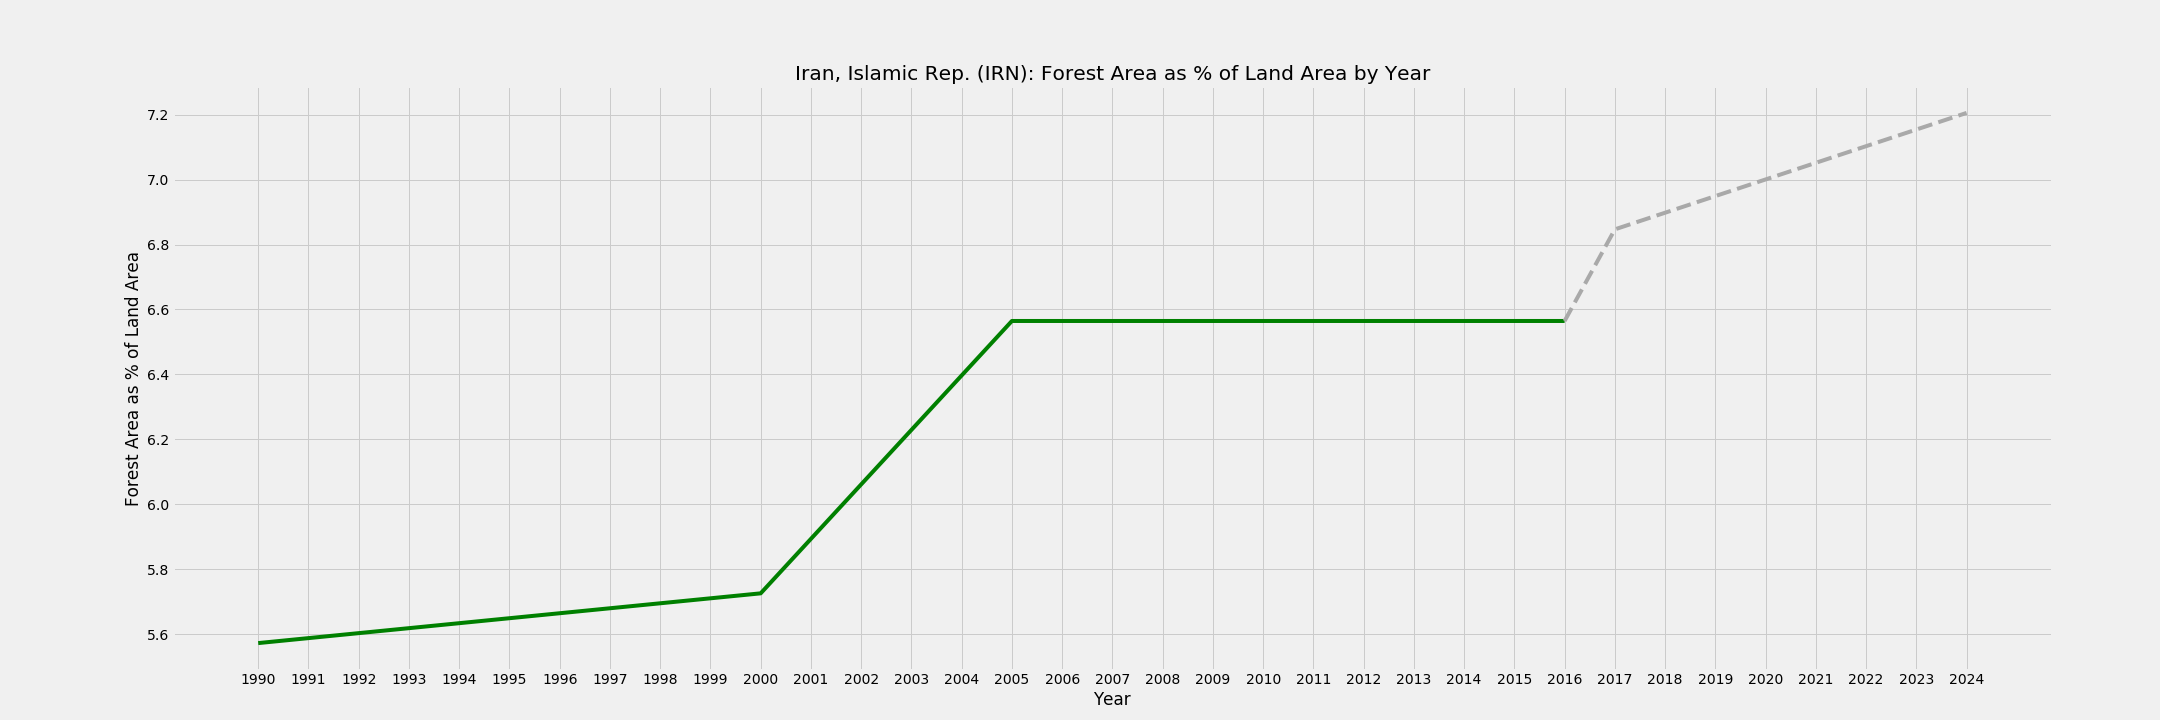 Iran, Islamic Rep. (IRN): Forest Area as % of Land Area by Year
Forest Area as % of Land Area
7.2
7.0
6.8
6.6
6.4
6.2
6.0
5.8
5.6
1990 1991 1992 1993 1994 1995 1996 1997 1998 1999 2000 2001 2002 2003 2004 2005 2006 2007 2008 2009 2010 2011 2012 2013 2014 2015 2016 2017 2018 2019 2020 2021 2022 2023 2024
Year